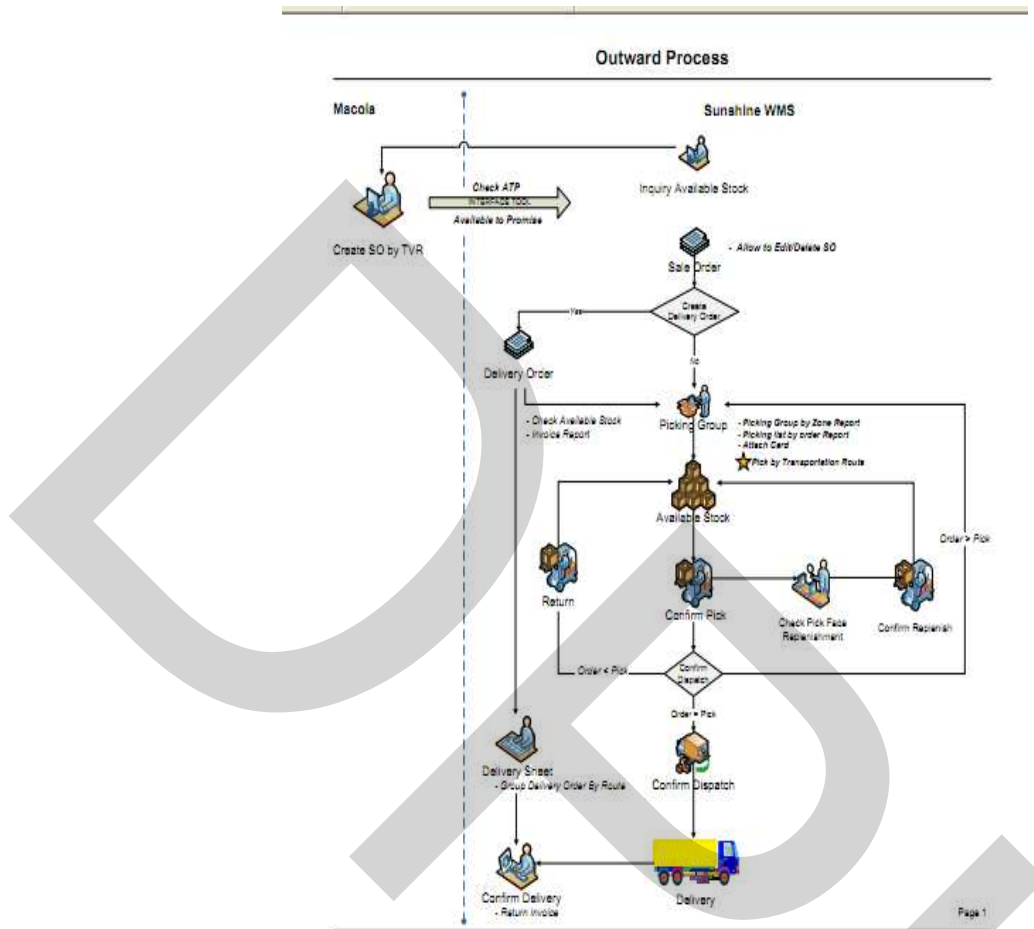 Outward Process
Macola
Sunshine WMS
Inquiry Available Stock
Check ATP
INTERFACE TOOL
Available to Promise
Create SO by TVR
- Allow to Edit/Delete SO
Sale Order
Create
Delivery Order
Yes
No
Delivery Order
- Check Available Stock
- Invoice Report
Picking Group
- Picking Group by Zone Report
- Picking list by order Report
- Attach Card
Pick by Transportation Route
Available Stock
Order > Pick
Return
Confirm Pick
Check Pick Face
Replenishment
Confirm Replenish
Order < Pick
Confirm
Dispatch
Order = Pick
Delivery Sheet
- Group Delivery Order By Route
Confirm Dispatch
Confirm Delivery
- Return Invoice
Delivery
Page 1